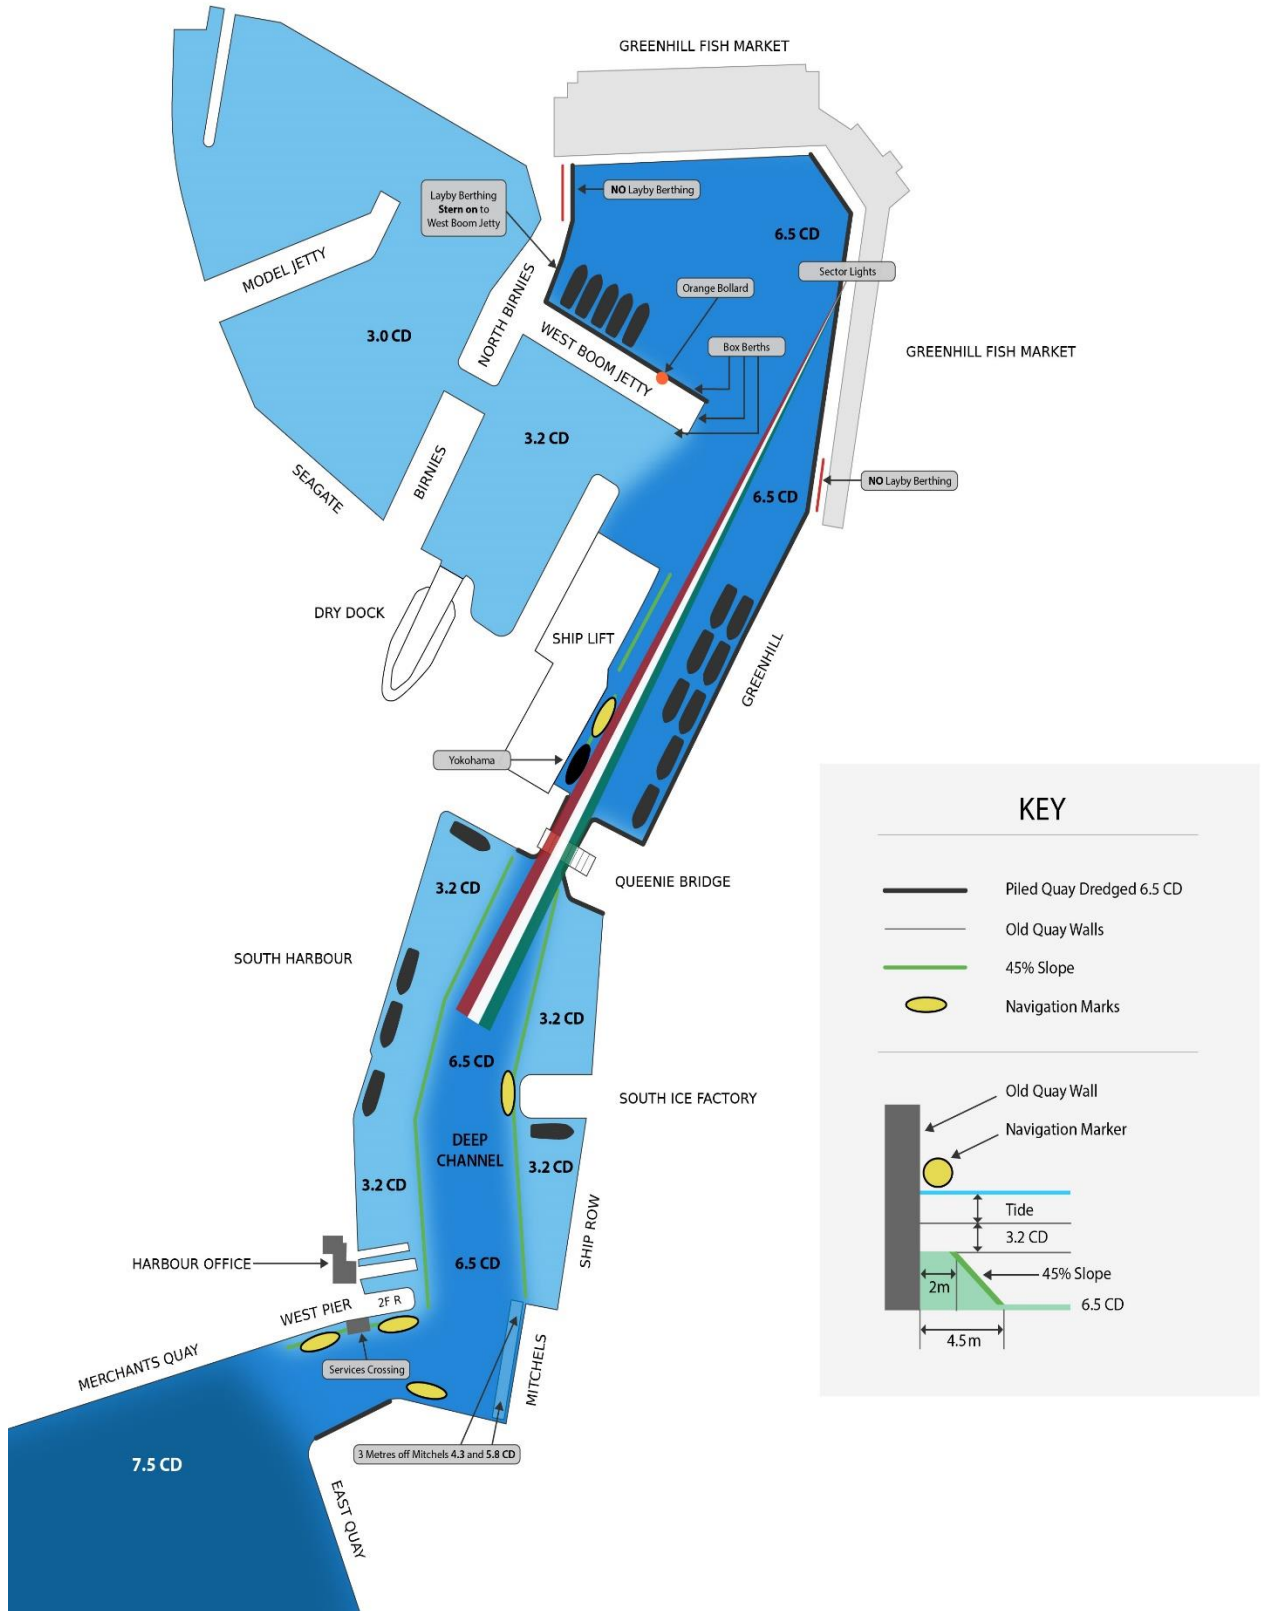 GREENHILL FISH MARKET
Layby Berthing
Stern on to
West Boom Jetty
NO Layby Berthing
6.5 CD
Sector Lights
MODEL JETTY
NORTH BIRNIES
Orange Bollard
3.0 CD
WEST BOOM JETTY
Box Berths
GREENHILL FISH MARKET
3.2 CD
SEAGATE
BIRNIES
6.5 CD
NO Layby Berthing
DRY DOCK
SHIP LIFT
GREENHILL
Yokohama
3.2 CD
QUEENIE BRIDGE
SOUTH HARBOUR
3.2 CD
6.5 CD
SOUTH ICE FACTORY
DEEP
CHANNEL
3.2 CD
3.2 CD
SHIP ROW
HARBOUR OFFICE
6.5 CD
WEST PIER
2F R
MERCHANTS QUAY
Services Crossing
MITCHELS
3 Metres off Mitchels 4.3 and 5.8 CD
7.5 CD
EAST QUAY
KEY
Piled Quay Dredged 6.5 CD
Old Quay Walls
45% Slope
Navigation Marks
Old Quay Wall
Navigation Marker
Tide
3.2 CD
45% Slope
2m
6.5 CD
4.5m